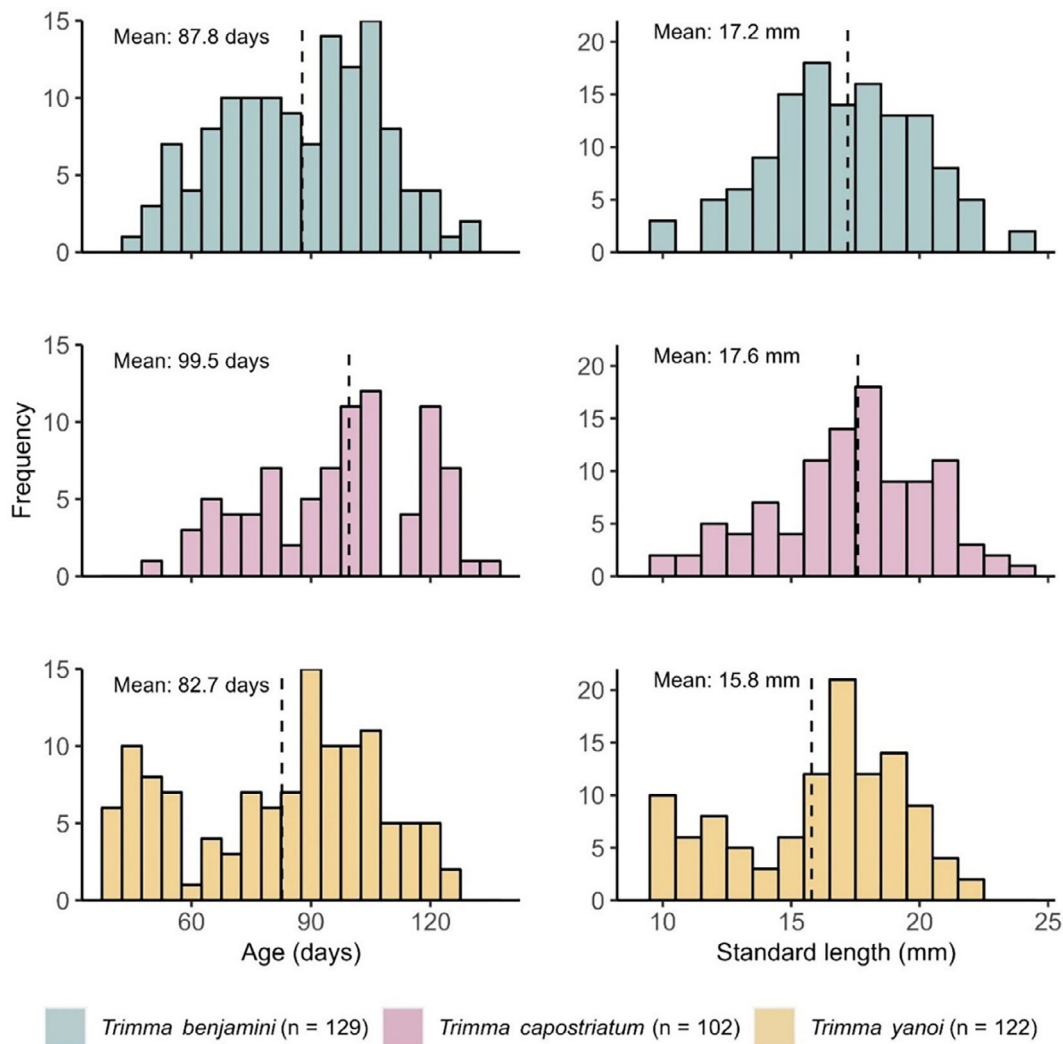 15
10
5
0
Mean: 87.8 days
20
15
10
5
0
Mean: 17.2 mm
Frequency
15
10
5
0
Mean: 99.5 days
20
15
10
5
0
Mean: 17.6 mm
15
10
5
0
Mean: 82.7 days
60 90 120
Age (days)
20
15
10
5
0
Mean: 15.8 mm
10 15 20 25
Standard length (mm)
Trimma benjamini (n = 129) Trimma capostriatum (n = 102) Trimma yanoi (n = 122)